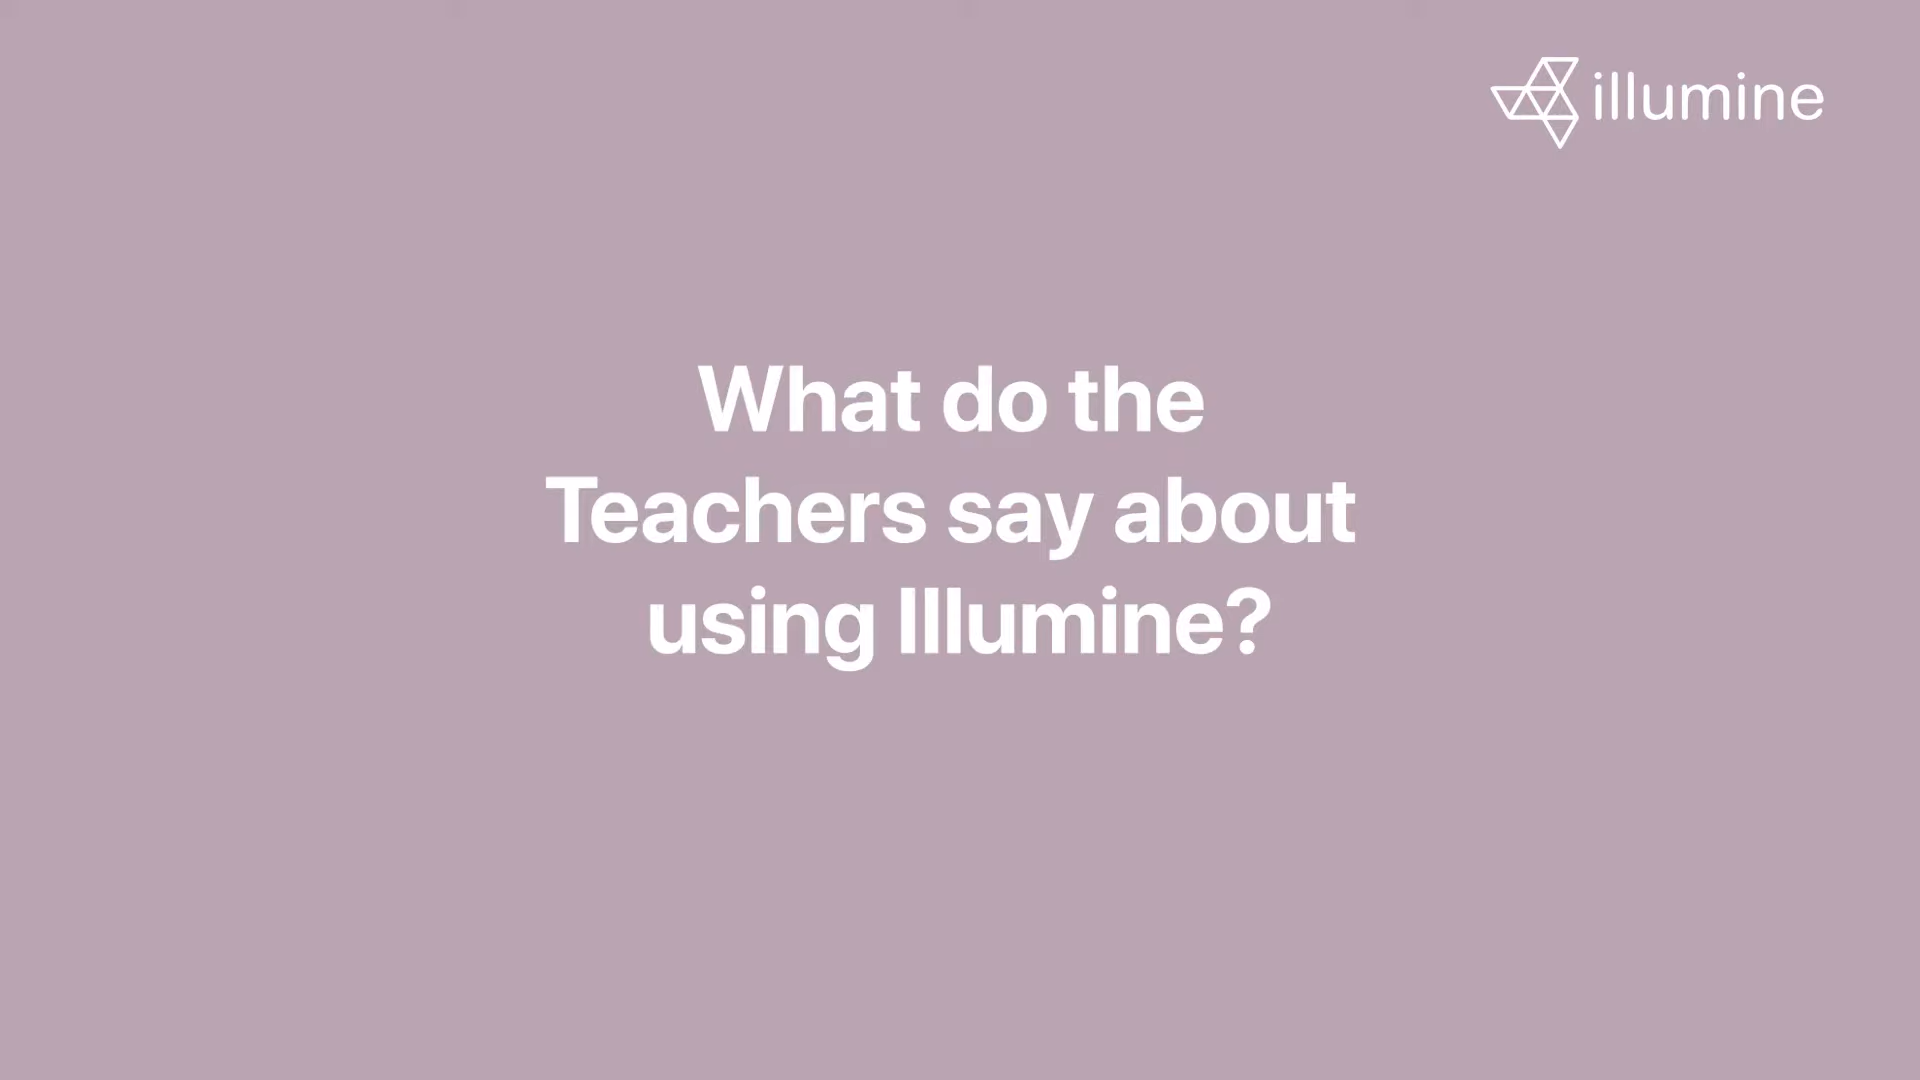 illumine
What do the
Teachers say about
using Illumine?